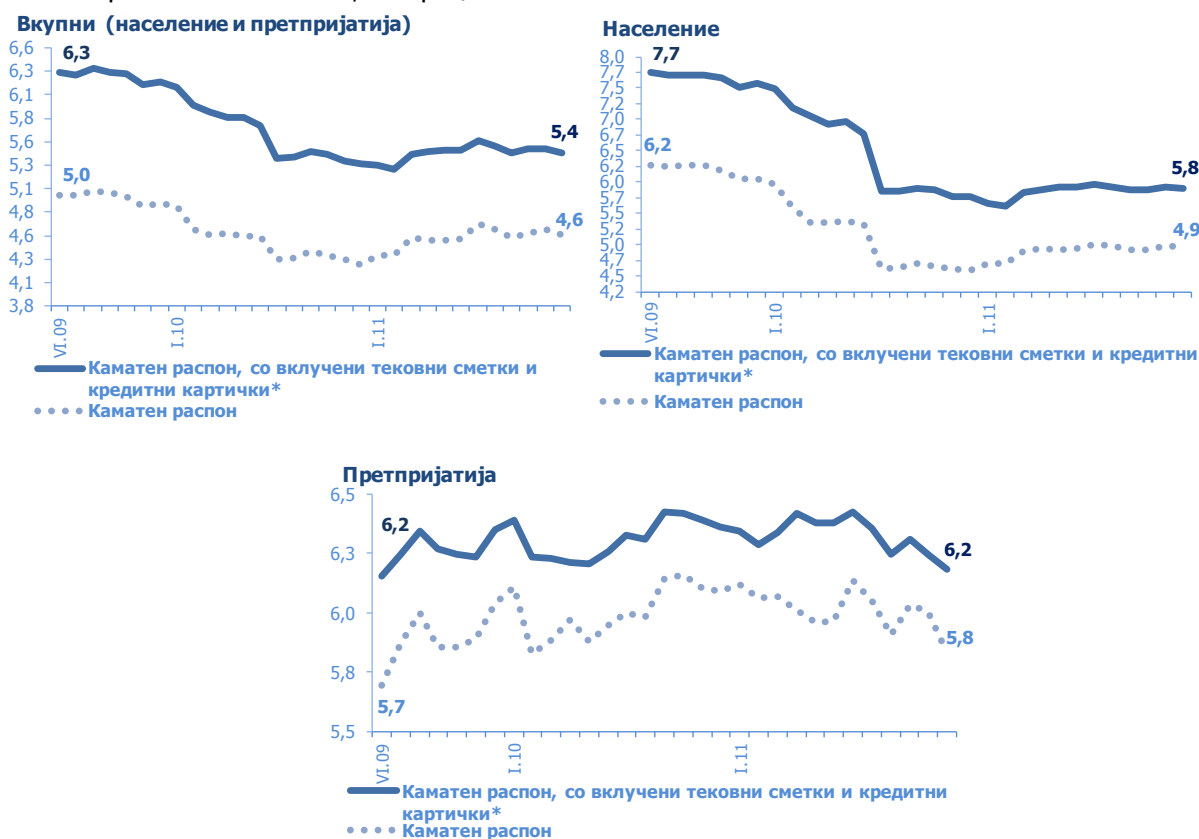 Вкупни (население и претпријатија)
6,6
6,3
6,1
5,8
5,6
5,3
5,1
4,8
4,6
4,3
4,1
3,8
6,3
5,0
5,4
4,6
VI.09
I.10
I.11
Каматен распон, со вклучени тековни сметки и
кредитни картички*
Каматен распон
Население
8,0
7,7
7,5
7,2
7,0
6,7
6,5
6,2
6,0
5,7
5,5
5,2
5,0
4,7
4,5
4,2
7,7
6,2
5,8
4,9
VI.09
I.10
I.11
Каматен распон, со вклучени тековни сметки и кредитни
картички*
Каматен распон
Претпријатија
6,5
6,3
6,0
5,8
5,5
6,2
5,7
6,2
5,8
VI.09
I.10
I.11
Каматен распон, со вклучени тековни сметки и кредитни
картички*
Каматен распон